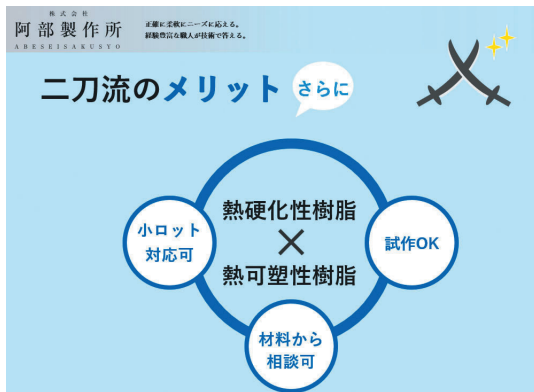 株式会社
阿部製作所
ABESEISAKUSYO
正確に柔軟にニーズに応える。
経験豊富な職人が技術で答える。
二刀流のメリット さらに
熱硬化性樹脂
×
熱可塑性樹脂
小ロット
対応可
試作OK
材料から
相談可